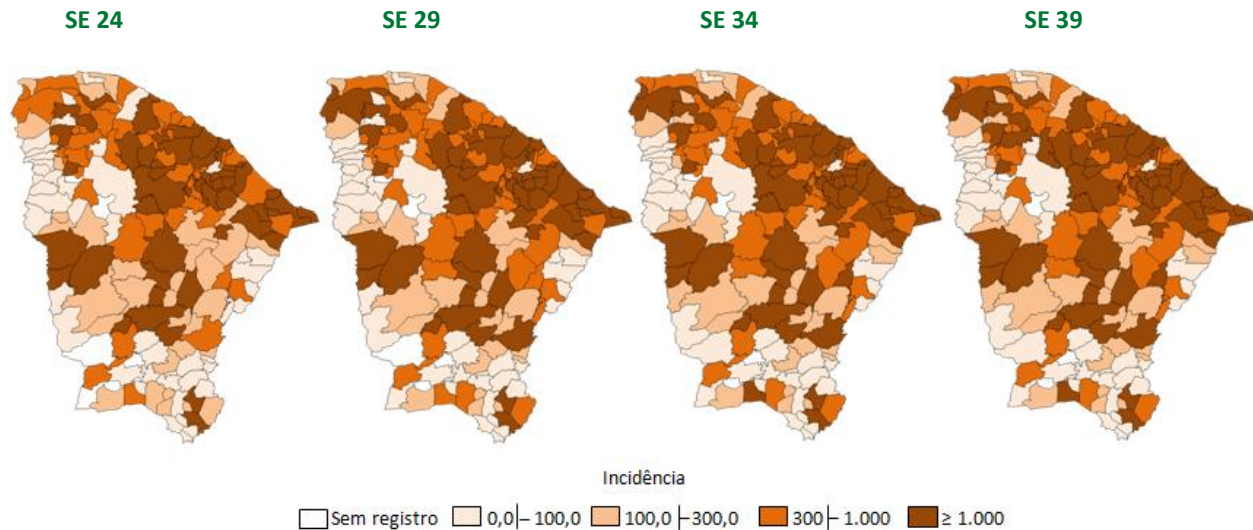 SE 24 SE 29 SE 34 SE 39
Incidência
Sem registro 0,0|–100,0 100,0|–300,0 300|–1.000 ≥ 1.000